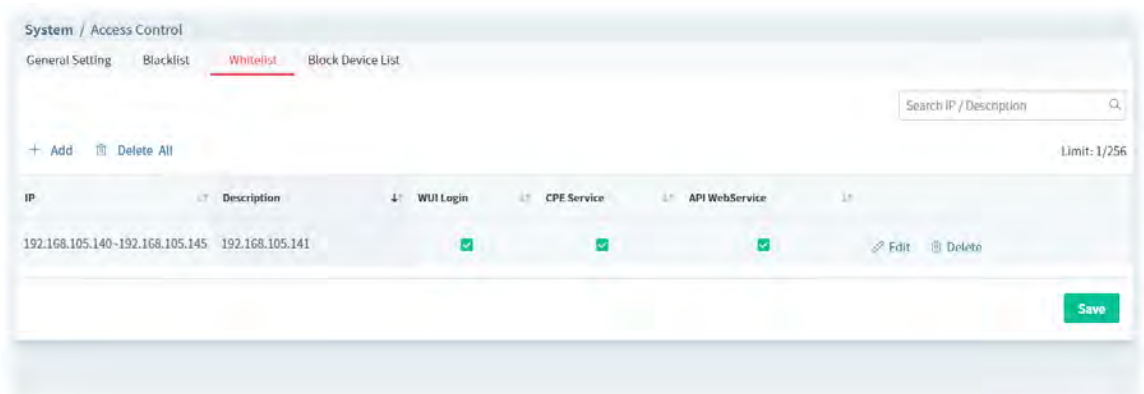 System / Access Control
General Setting Blacklist Whitelist Block Device List
Search IP / Description
+ Add Delete All Limit: 1/256
IP Description WUI Login CPE Service API WebService
192.168.105.140~192.168.105.145 192.168.105.141 Edit Delete
Save